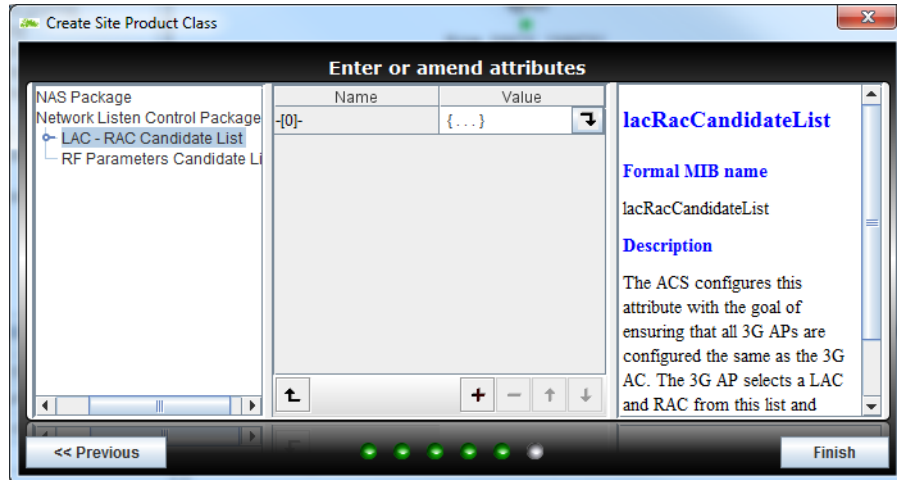 Create Site Product Class
Enter or amend attributes
NAS Package
Network Listen Control Package
LAC - RAC Candidate List
RF Parameters Candidate Li
Name Value
-[0]- {...}
lacRacCandidateList
Formal MIB name
lacRacCandidateList
Description
The ACS configures this
attribute with the goal of
ensuring that all 3G APs are
configured the same as the 3G
AC. The 3G AP selects a LAC
and RAC from this list and
<< Previous
Finish